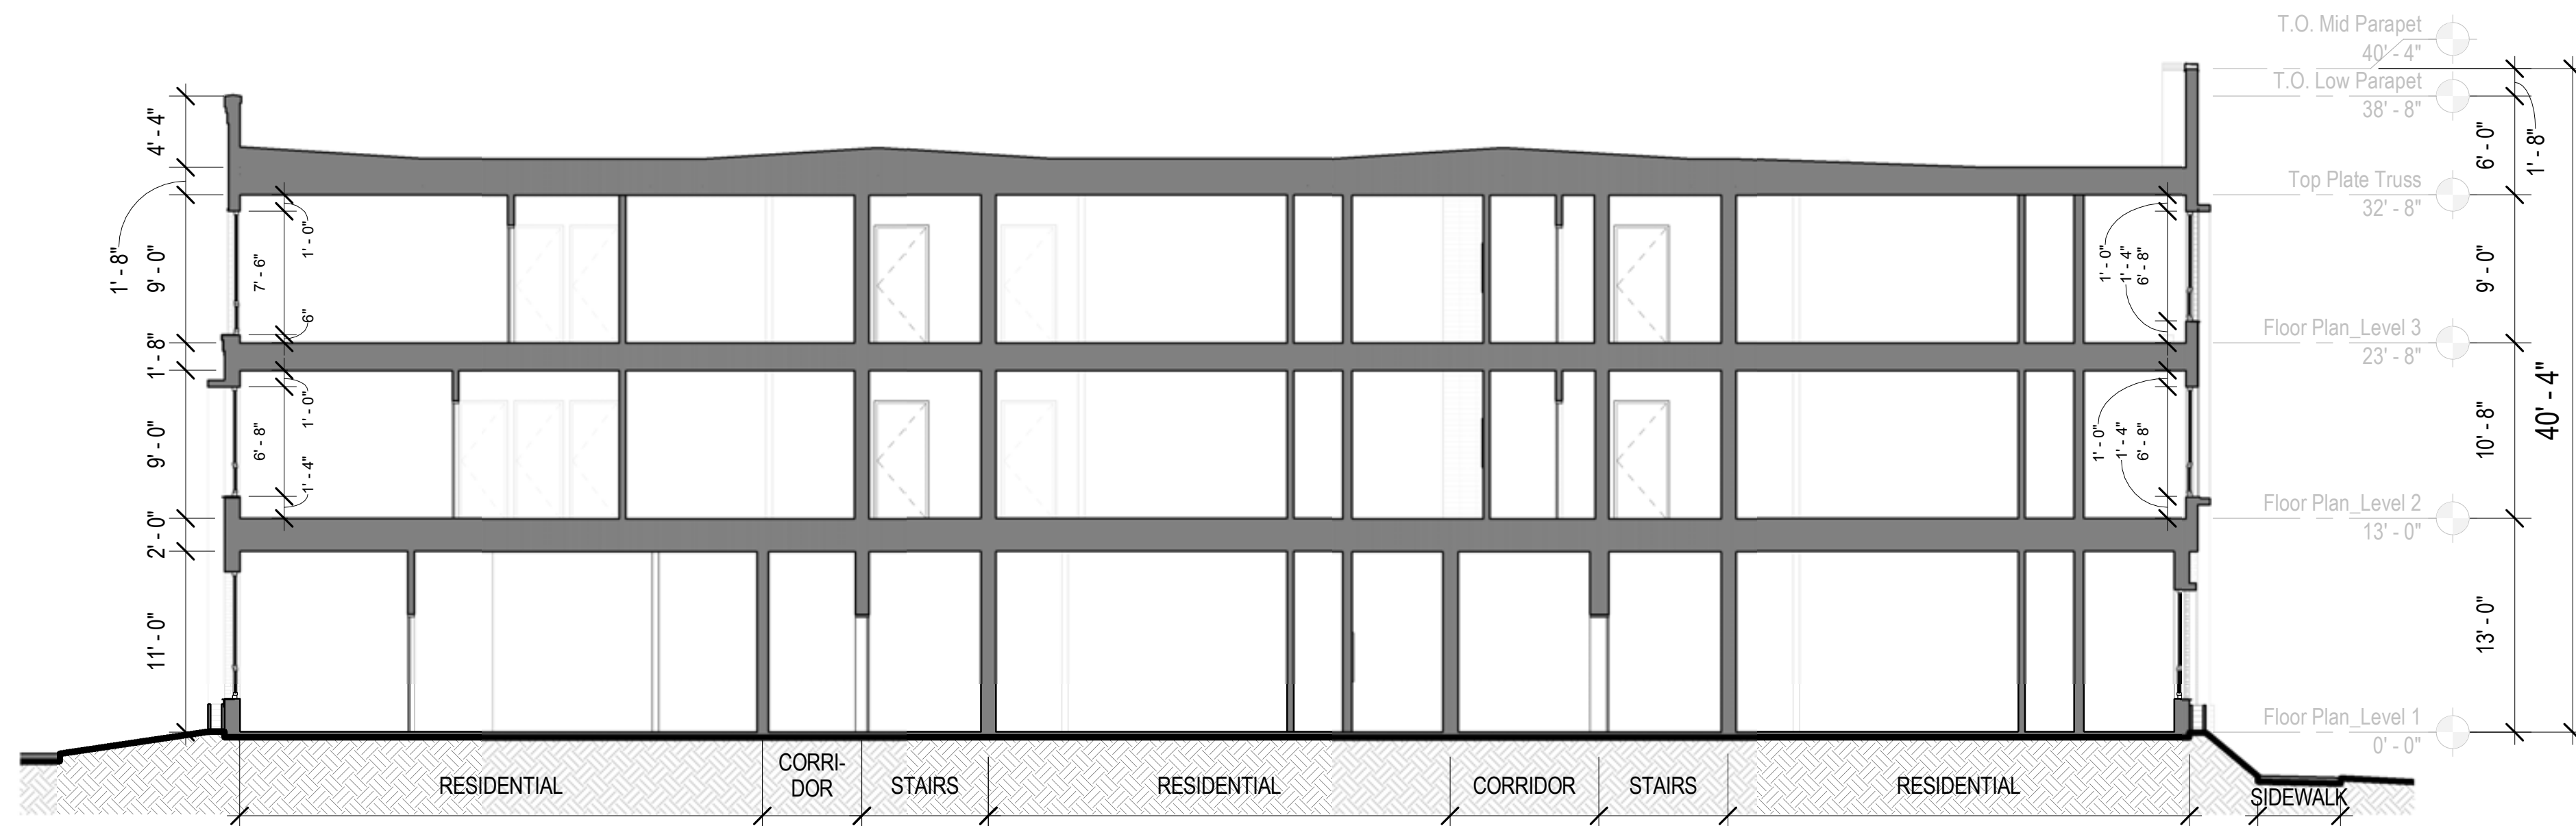 T.O. Mid Parapet
40' - 4"
T.O. Low Parapet
38' - 8"
Top Plate Truss
32' - 8"
Floor Plan_Level 3
23' - 8"
Floor Plan_Level 2
13' - 0"
Floor Plan_Level 1
0' - 0"
4' - 4"
1' - 8"
9' - 0"
1' - 8"
9' - 0"
2' - 0"
11' - 0"
1' - 0"
7' - 6"
6"
1' - 0"
6' - 8"
1' - 4"
1' - 0"
1' - 4"
6' - 8"
1' - 0"
1' - 4"
6' - 8"
6' - 0"
1' - 8"
9' - 0"
10' - 8"
13' - 0"
40' - 4"
RESIDENTIAL
CORRI-
DOR
STAIRS
RESIDENTIAL
CORRIDOR
STAIRS
RESIDENTIAL
SIDEWALK